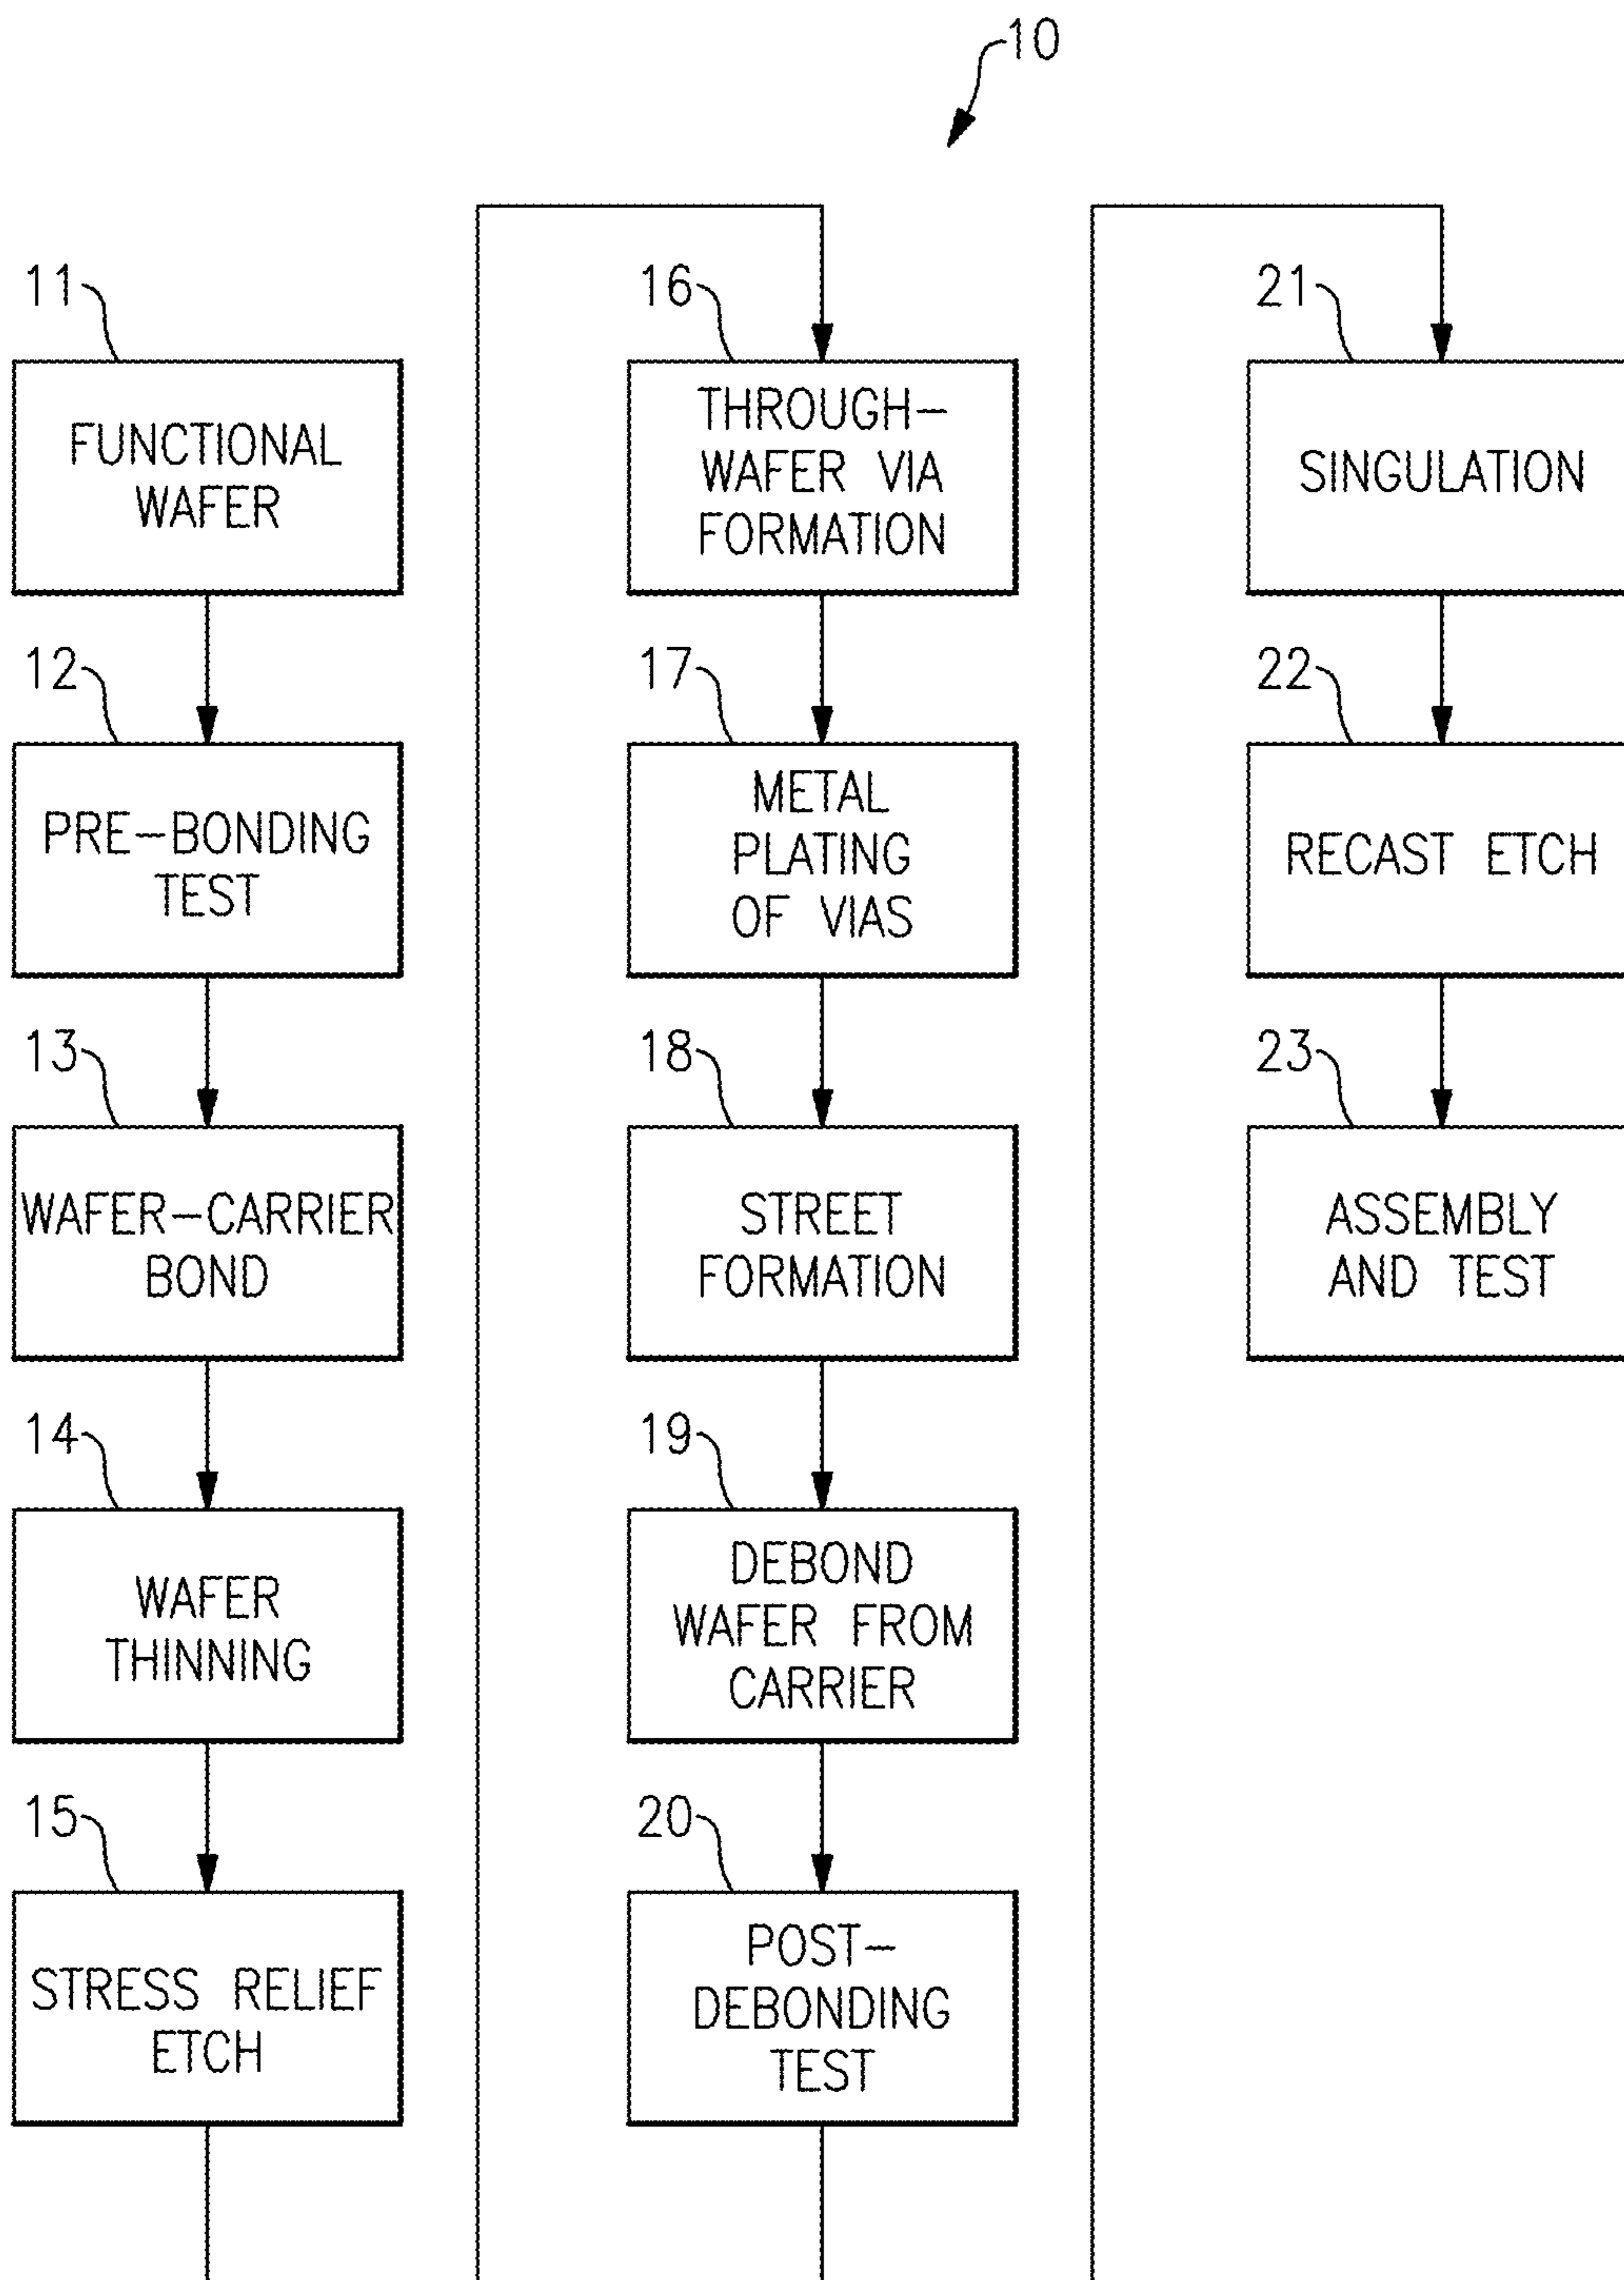 10
11
FUNCTIONAL
WAFER
12
PRE-BONDING
TEST
13
WAFER-CARRIER
BOND
14
WAFER
THINNING
15
STRESS RELIEF
ETCH
16
THROUGH-
WAFER VIA
FORMATION
17
METAL
PLATING
OF VIAS
18
STREET
FORMATION
19
DEBOND
WAFER FROM
CARRIER
20
POST-
DEBONDING
TEST
21
SINGULATION
22
RECAST ETCH
23
ASSEMBLY
AND TEST